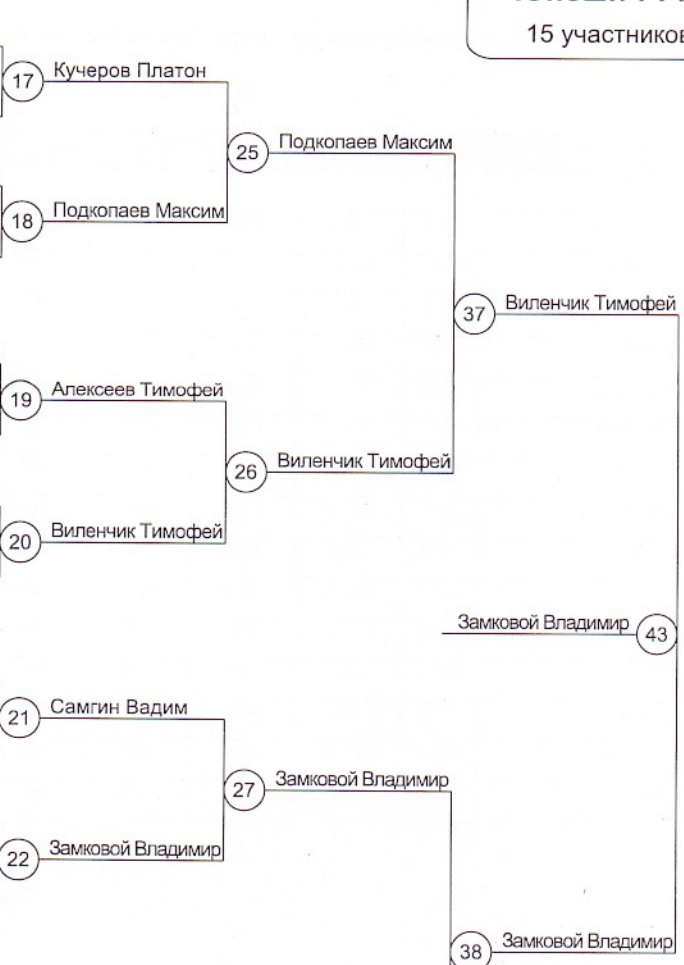 15 участников
17 Кучеров Платон
25 Подкопаев Максим
18 Подкопаев Максим
37 Виленчик Тимофей
19 Алексеев Тимофей
26 Виленчик Тимофей
20 Виленчик Тимофей
Замковой Владимир 43
21 Самгин Вадим
27 Замковой Владимир
22 Замковой Владимир
38 Замковой Владимир